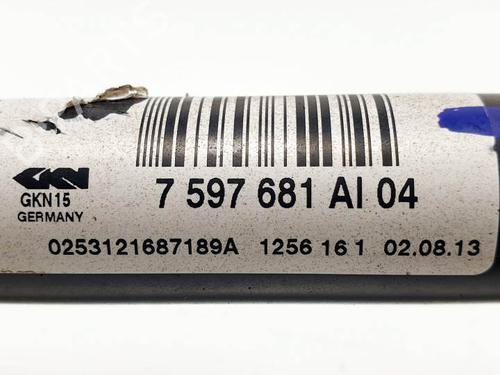 GKN
GKN15
GERMANY
7 597 681 AI 04
0253121687189A 1256 16 1 02.08.13